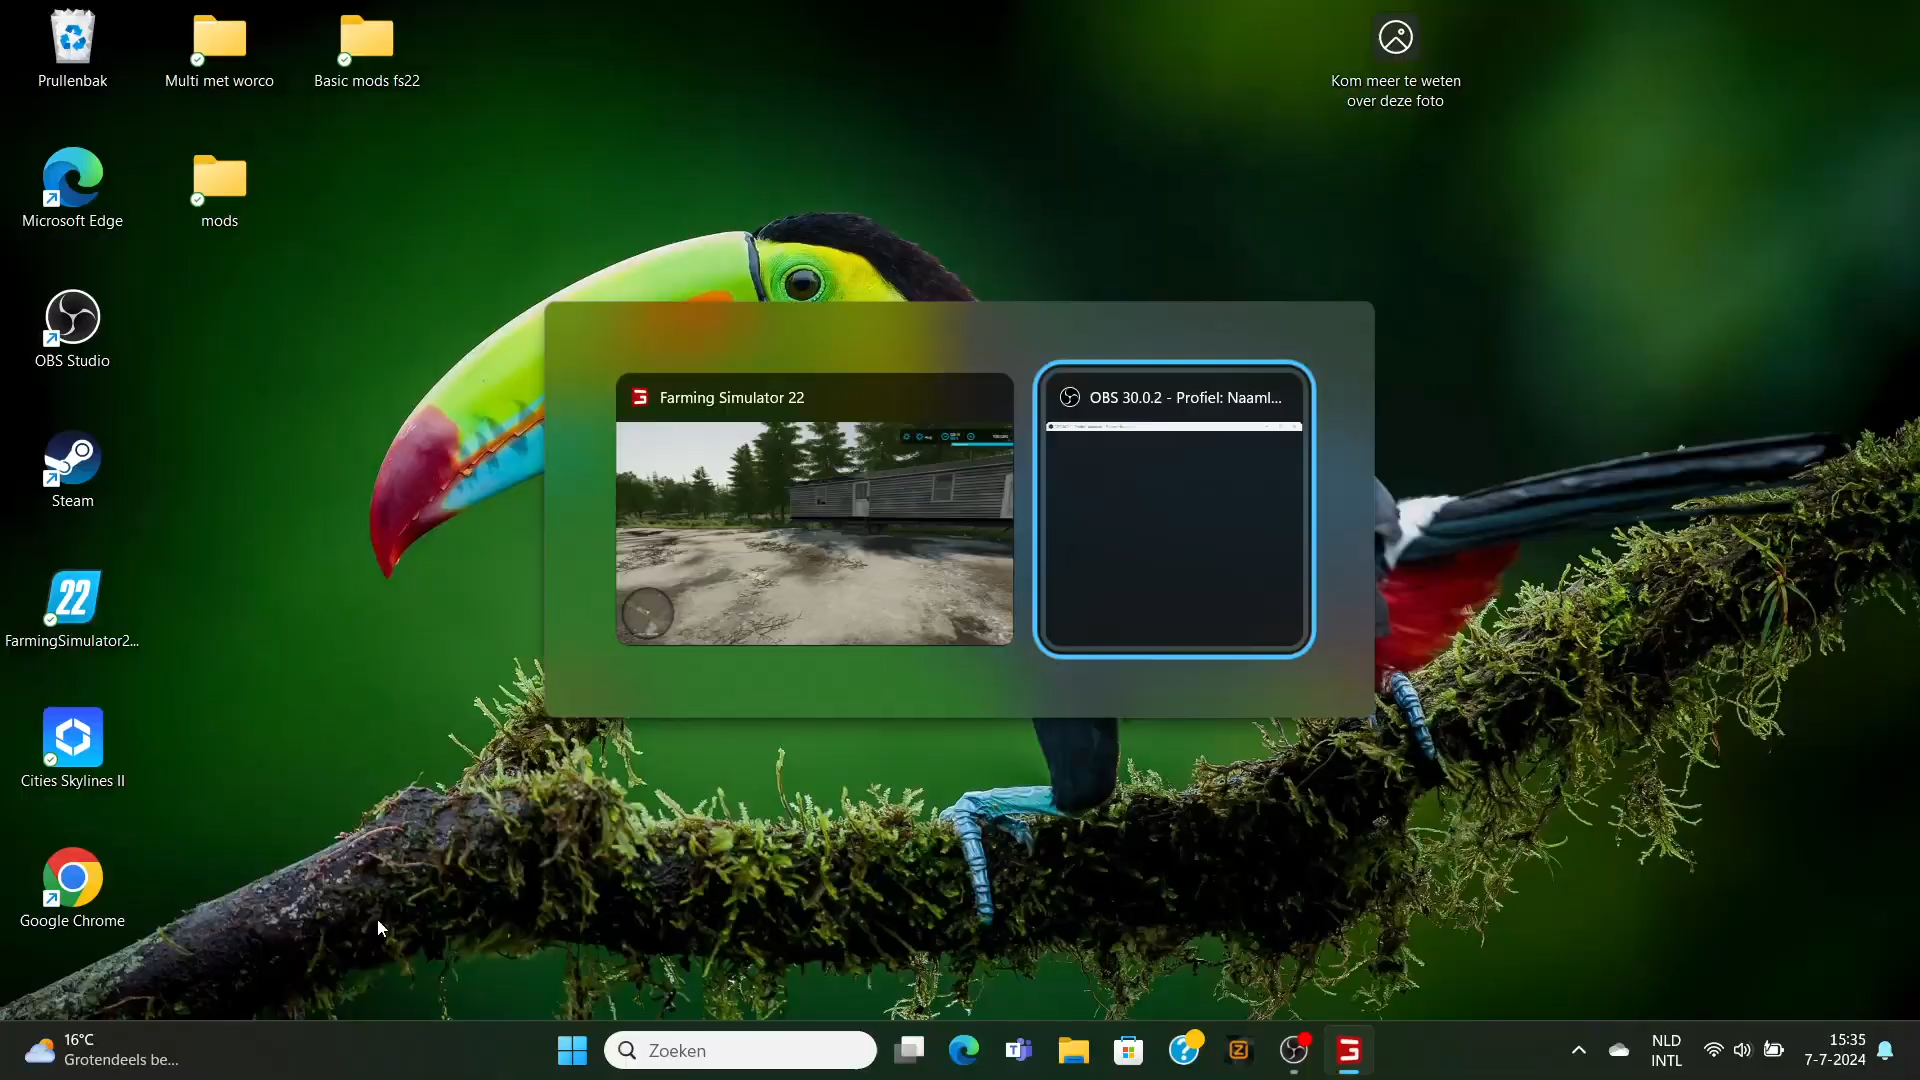 Prullenbak
Multi met worco
Basic mods fs22
Kom meer te weten
over deze foto
Microsoft Edge
mods
OBS Studio
Steam
22
FarmingSimulator2...
Cities Skylines II
Google Chrome
Farming Simulator 22
OBS 30.0.2 - Profiel: Naaml...
16°C
Grotendeels be...
Zoeken
NLD
INTL
15:35
7-7-2024